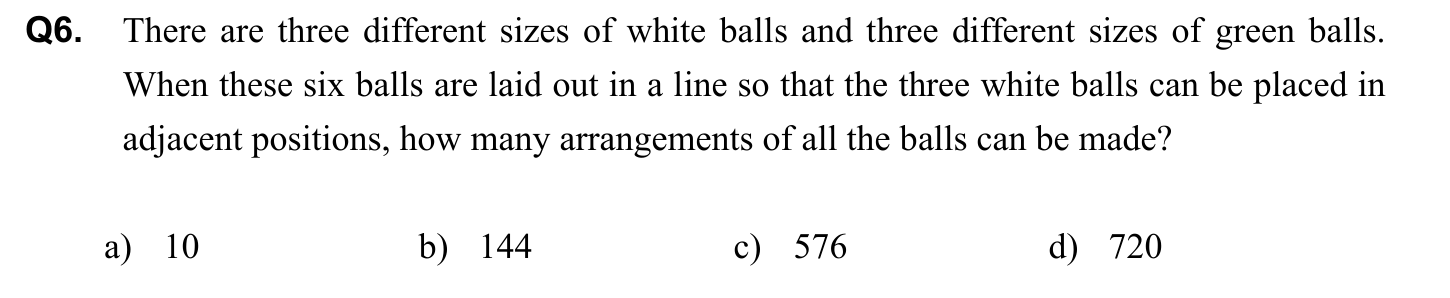 Q6. There are three different sizes of white balls and three different sizes of green balls.
When these six balls are laid out in a line so that the three white balls can be placed in
adjacent positions, how many arrangements of all the balls can be made?
a) 10 b) 144 c) 576 d) 720